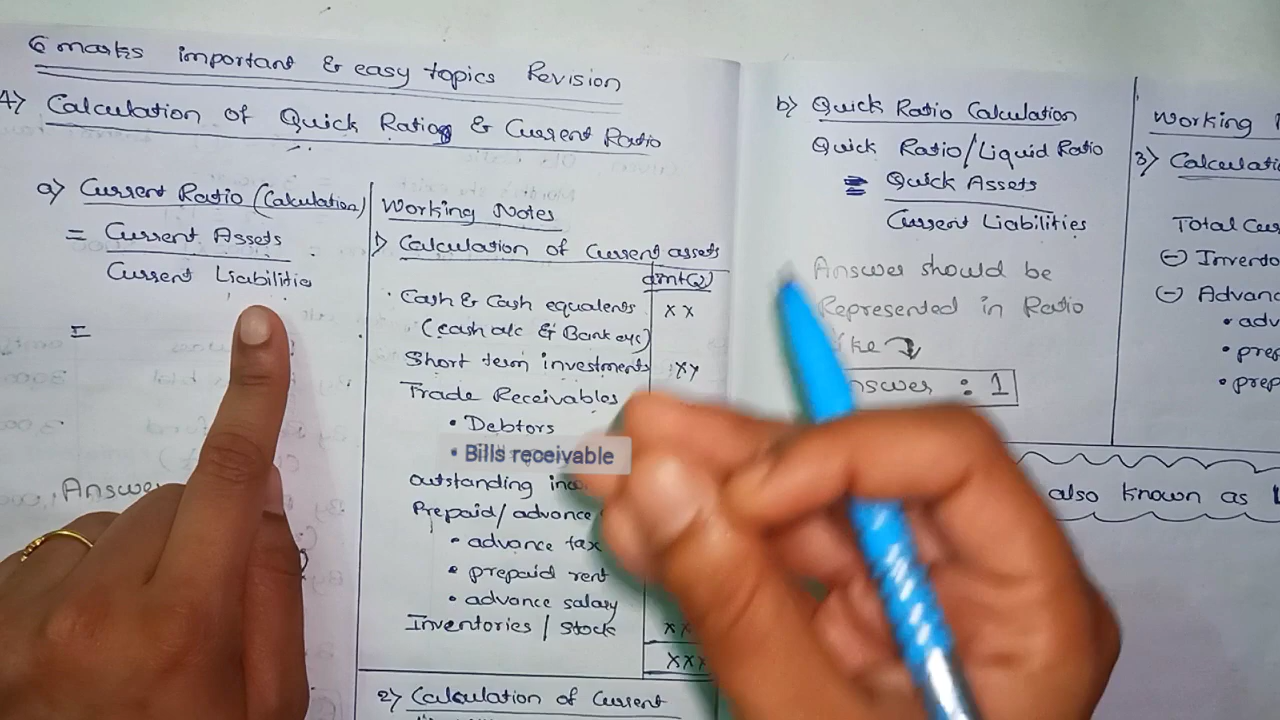 6 marks important & easy topics Revision
4) Calculation of Quick Ratios & Current Ratio
a) Current Ratio (Calculation)
= Current Assets
Current Liabilitie
=
Answer
Working Notes
1) Calculation of Current assets
amt(₹)
Cash & Cash equalents xx
(cash a/c & Bank a/c)
Short term investments xx
Trade Receivables
• Debtors
• Bills receivable
outstanding inco
Prepaid/advance
• advance tax
• prepaid rent
• advance salary
Inventories / stock xx
xxx
2) Calculation of Current
b) Quick Ratio Calculation
Quick Ratio/Liquid Ratio
= Quick Assets
Current Liabilities
Answer should be
Represented in Ratio
like
nswer : 1
also known as
Working
3) Calculati
Total Cur
(-) Invento
(-) Advanc
• adv
• prep
• prep